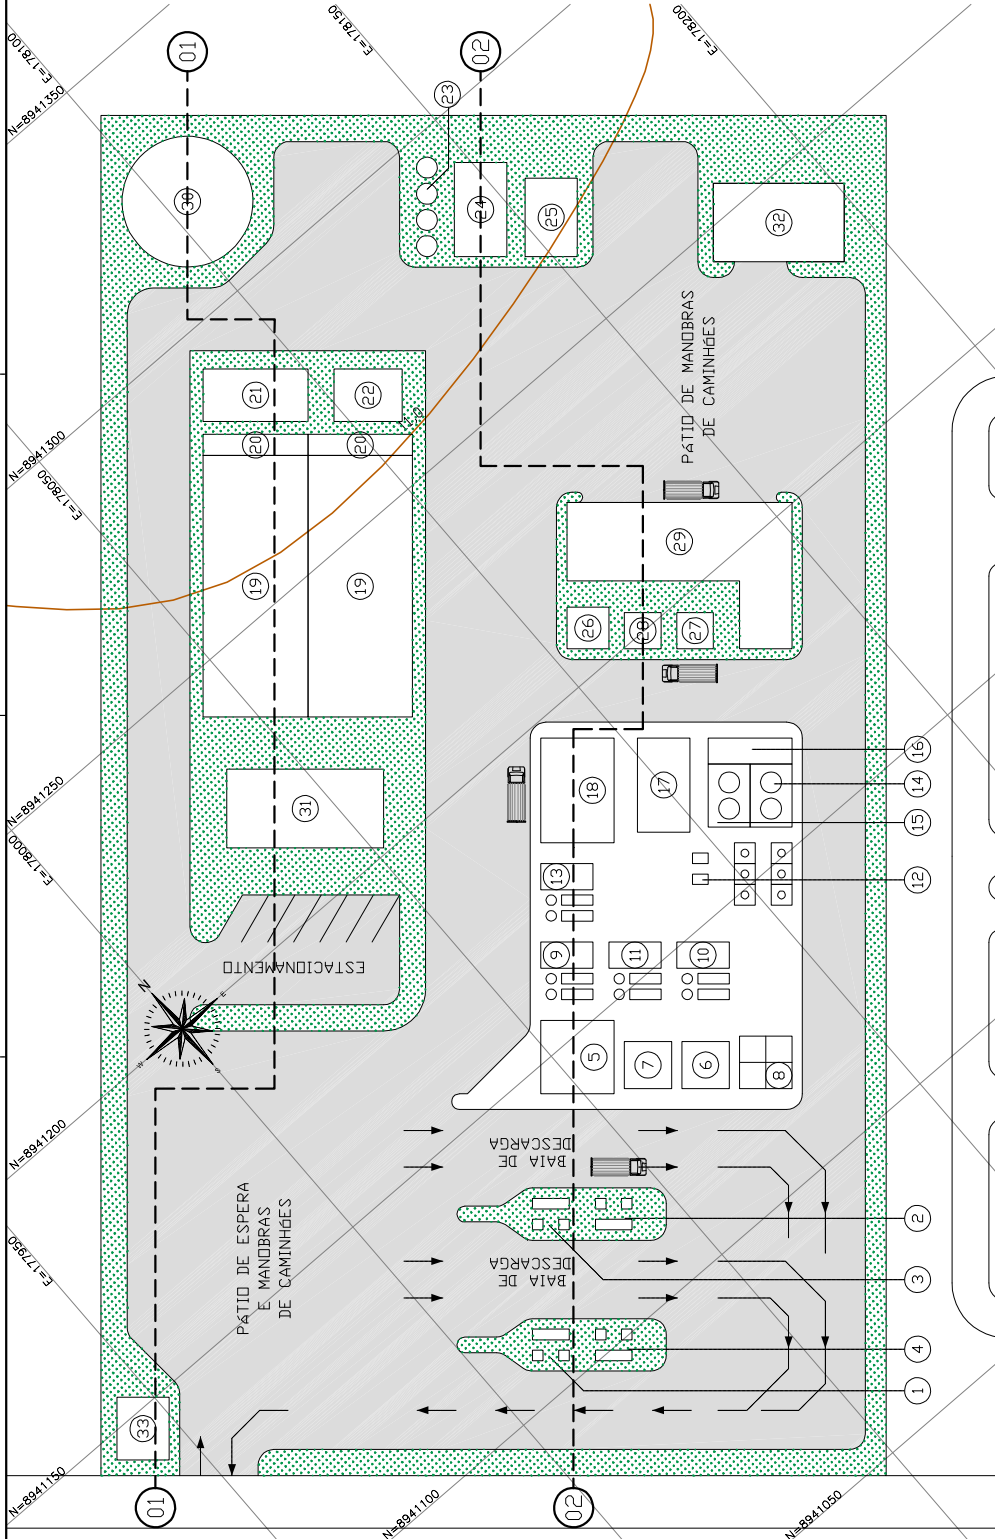 E=178100
N=8941350
01
E=178150
02
E=178200
23
30
24
25
32
PÁTIO DE MANOBRAS
DE CAMINHÕES
21
22
20
20
N=8941300
E=178050
19
19
29
26
28
27
31
18
17
16
14
15
12
13
N=8941250
E=178000
ESTACIONAMENTO
N
E
S
W
9
11
10
5
7
6
8
N=8941200
BAIA DE
DESCARGA
PÁTIO DE ESPERA
E MANOBRAS
DE CAMINHÕES
2
3
BAIA DE
DESCARGA
E=177950
4
1
33
N=8941150
01
02
N=8941100
N=8941050